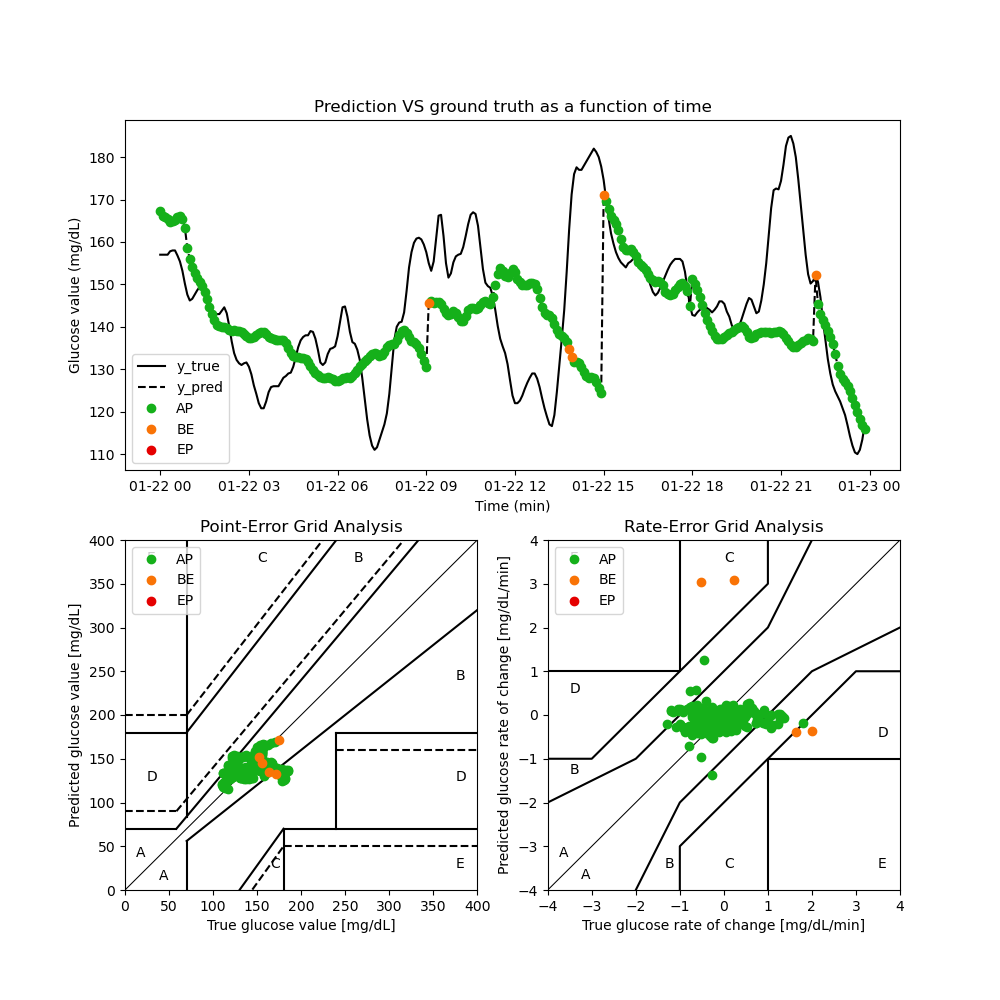 Prediction VS ground truth as a function of time
Glucose value (mg/dL)
180
170
160
150
140
130
120
110
y_true
y_pred
AP
BE
EP
01-22 00 01-22 03 01-22 06 01-22 09 01-22 12 01-22 15 01-22 18 01-22 21 01-23 00
Time (min)
Point-Error Grid Analysis
Predicted glucose value [mg/dL]
400
350
300
250
200
150
100
50
0
AP
BE
EP
C
B
B
D
D
A
A
C
E
0 50 100 150 200 250 300 350 400
True glucose value [mg/dL]
Rate-Error Grid Analysis
Predicted glucose rate of change [mg/dL/min]
4
3
2
1
0
−1
−2
−3
−4
AP
BE
EP
C
D
D
B
A
A
B
C
E
−4 −3 −2 −1 0 1 2 3 4
True glucose rate of change [mg/dL/min]